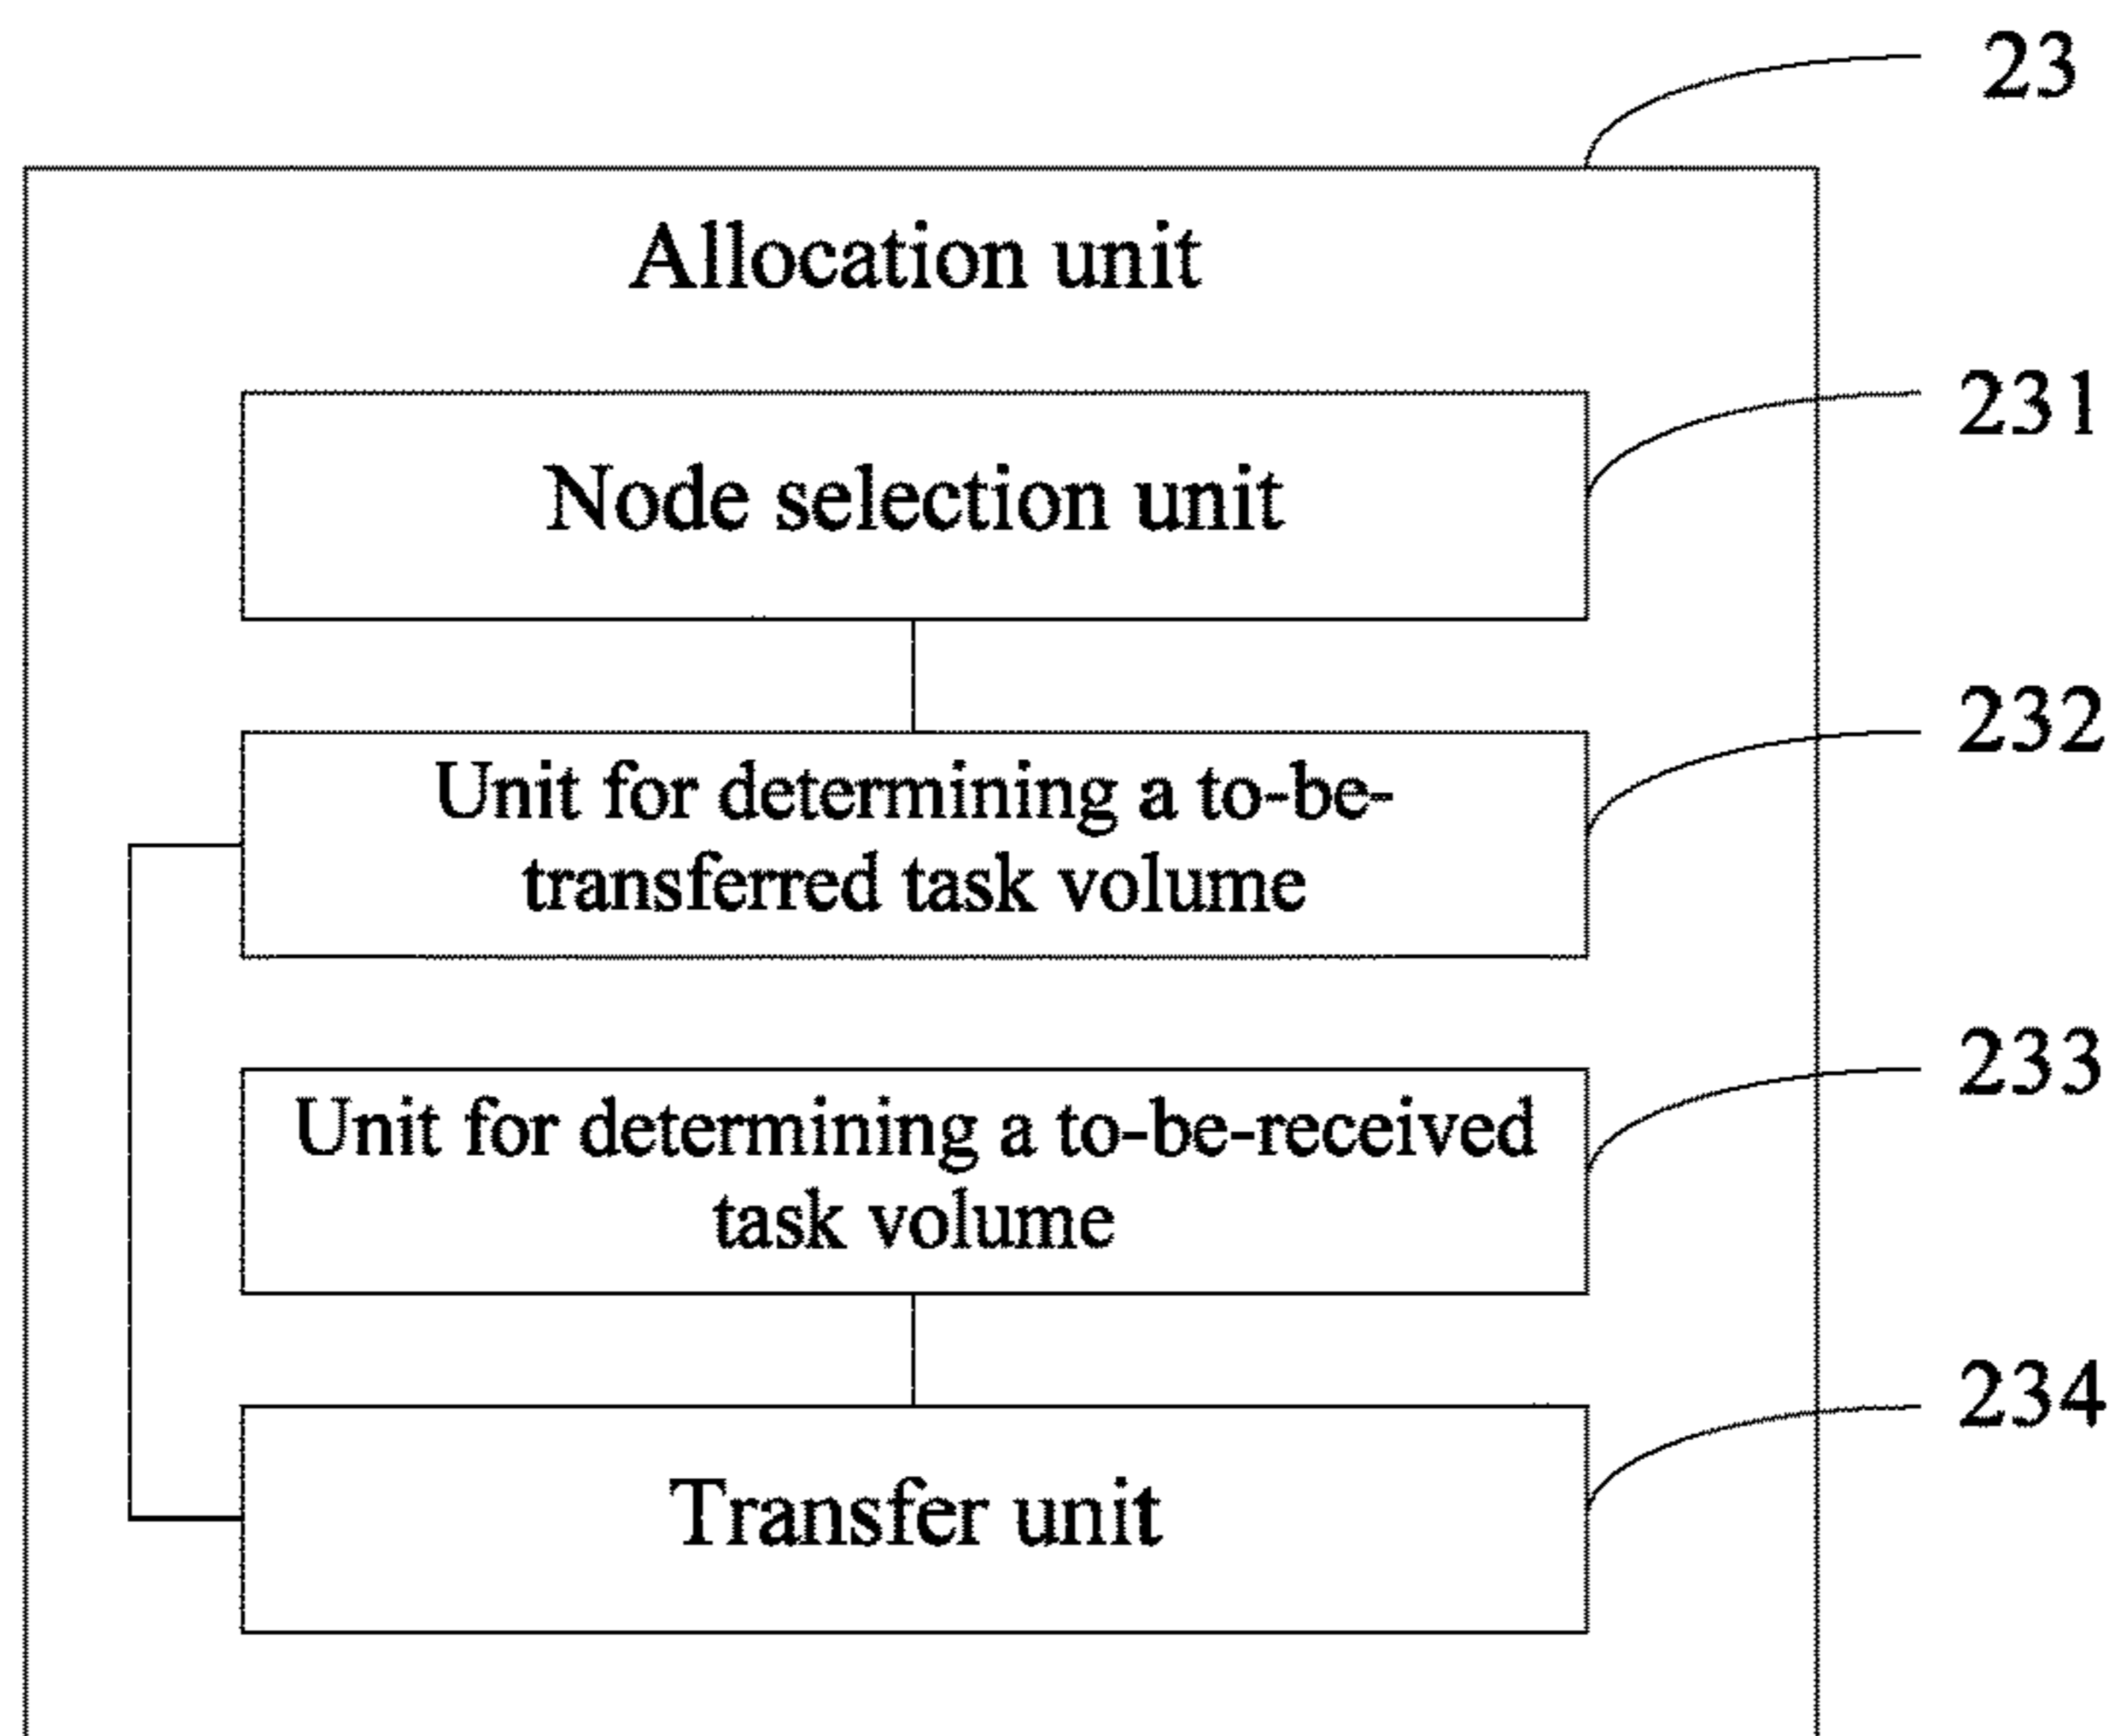 23
Allocation unit
231
Node selection unit
232
Unit for determining a to-be-
transferred task volume
233
Unit for determining a to-be-received
task volume
234
Transfer unit